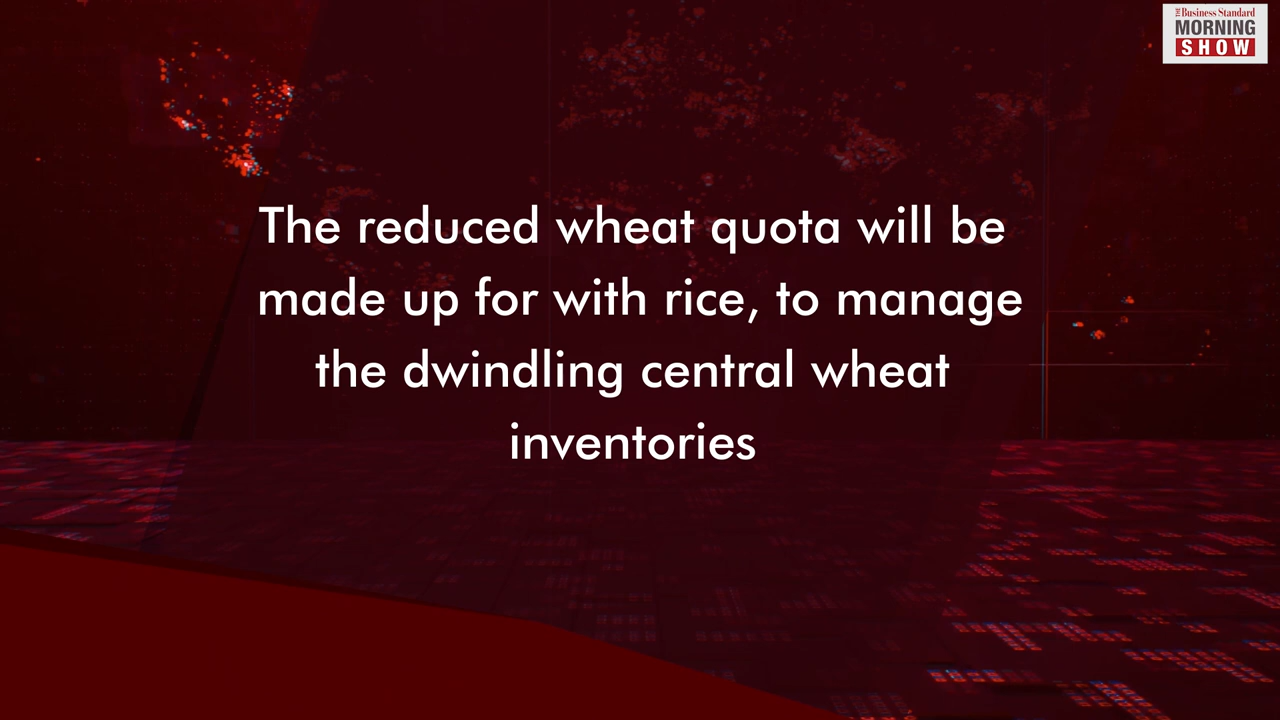 THE Business Standard
MORNING
SHOW
The reduced wheat quota will be
made up for with rice, to manage
the dwindling central wheat
inventories